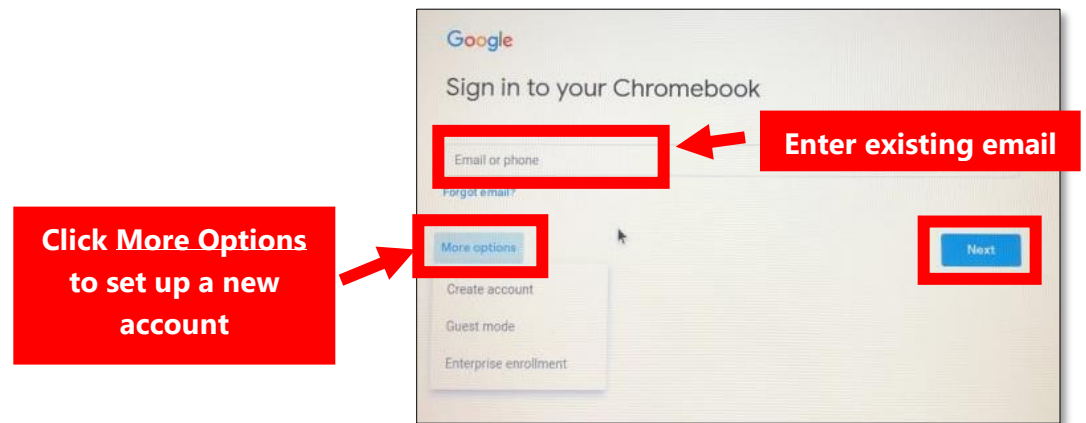 Google
Sign in to your Chromebook
Enter existing email
Email or phone
Forgot email?
Click More Options
to set up a new
account
More options
Next
Create account
Guest mode
Enterprise enrollment